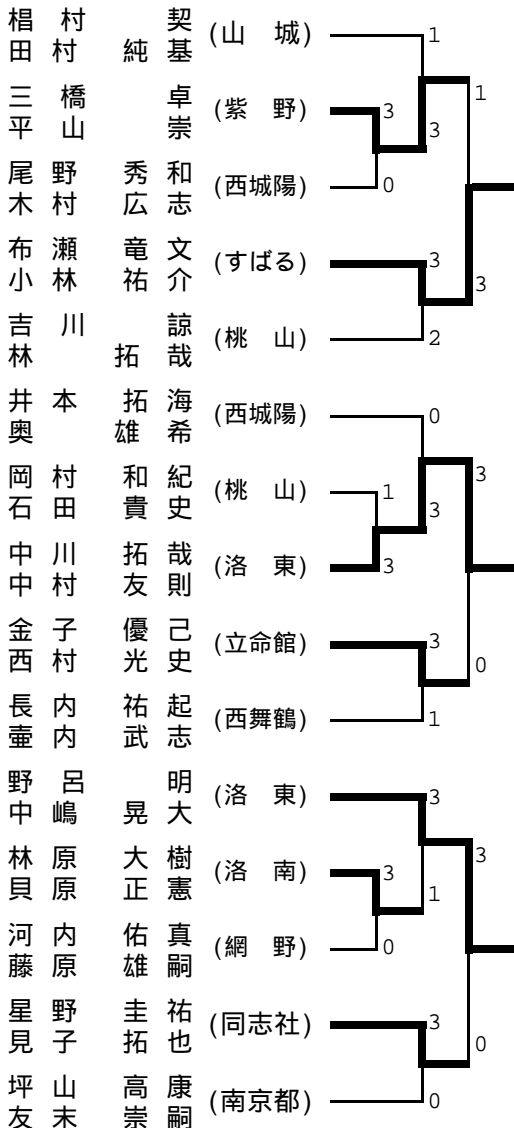 椙村 契 (山 城) 1
田村 純基
三橋 卓 (紫 野) 3
平山 崇
3
1
尾野 秀和 (西城陽) 0
木村 広志
布瀬 竜文 (すばる) 3
小林 祐介
3
吉川 諒 (桃 山) 2
林 拓哉
井本 拓海 (西城陽) 0
奥 雄希
岡村 和紀 (桃 山) 1
石田 貴史
3
3
中川 拓哉 (洛 東) 3
中村 友則
金子 優己 (立命館) 3
西村 光史
0
長内 祐起 (西舞鶴) 1
壷内 武志
野呂 明 (洛 東) 3
中嶋 晃大
3
林原 大樹 (洛 南) 3
貝原 正憲
1
河内 佑真 (網 野) 0
藤原 雄嗣
星野 圭祐 (同志社) 3
見子 拓也
0
坪山 高康 (南京都) 0
友末 崇嗣